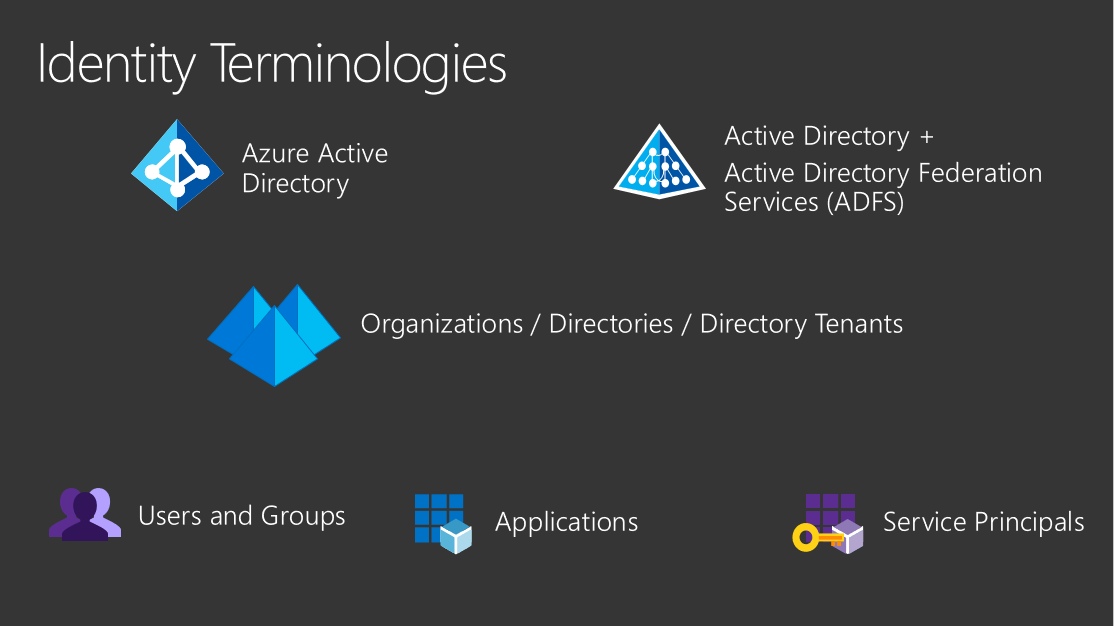 Identity Terminologies
Azure Active
Directory
Active Directory +
Active Directory Federation
Services (ADFS)
Organizations / Directories / Directory Tenants
Users and Groups
Applications
Service Principals